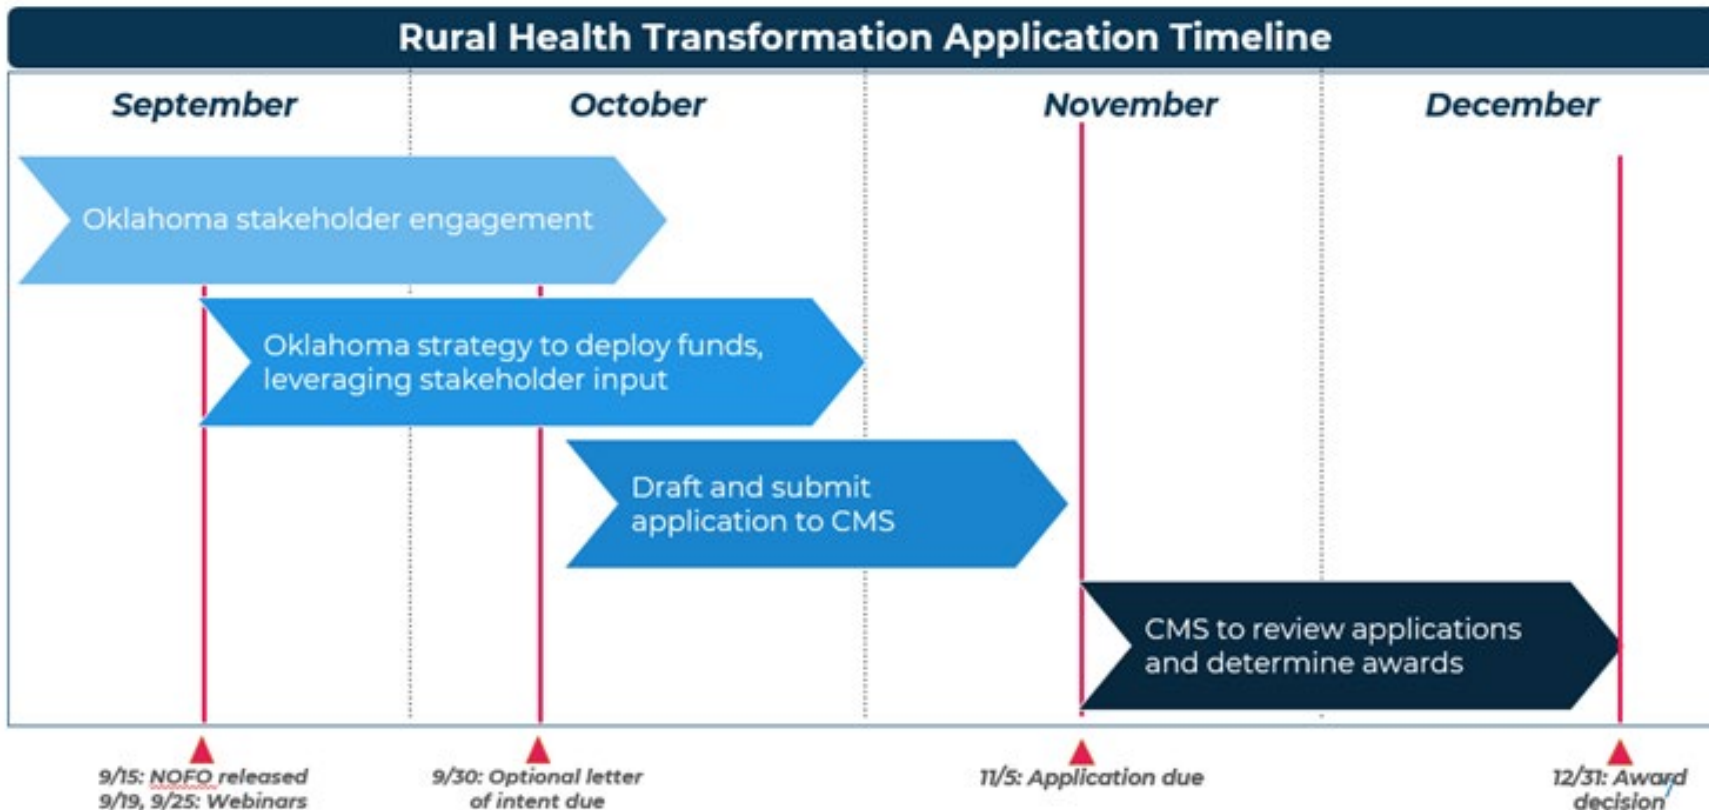 Rural Health Transformation Application Timeline
September
October
November
December
Oklahoma stakeholder engagement
Oklahoma strategy to deploy funds,
leveraging stakeholder input
Draft and submit
application to CMS
CMS to review applications
and determine awards
9/15: NOFO released
9/19, 9/25: Webinars
9/30: Optional letter
of intent due
11/5: Application due
12/31: Award
decision